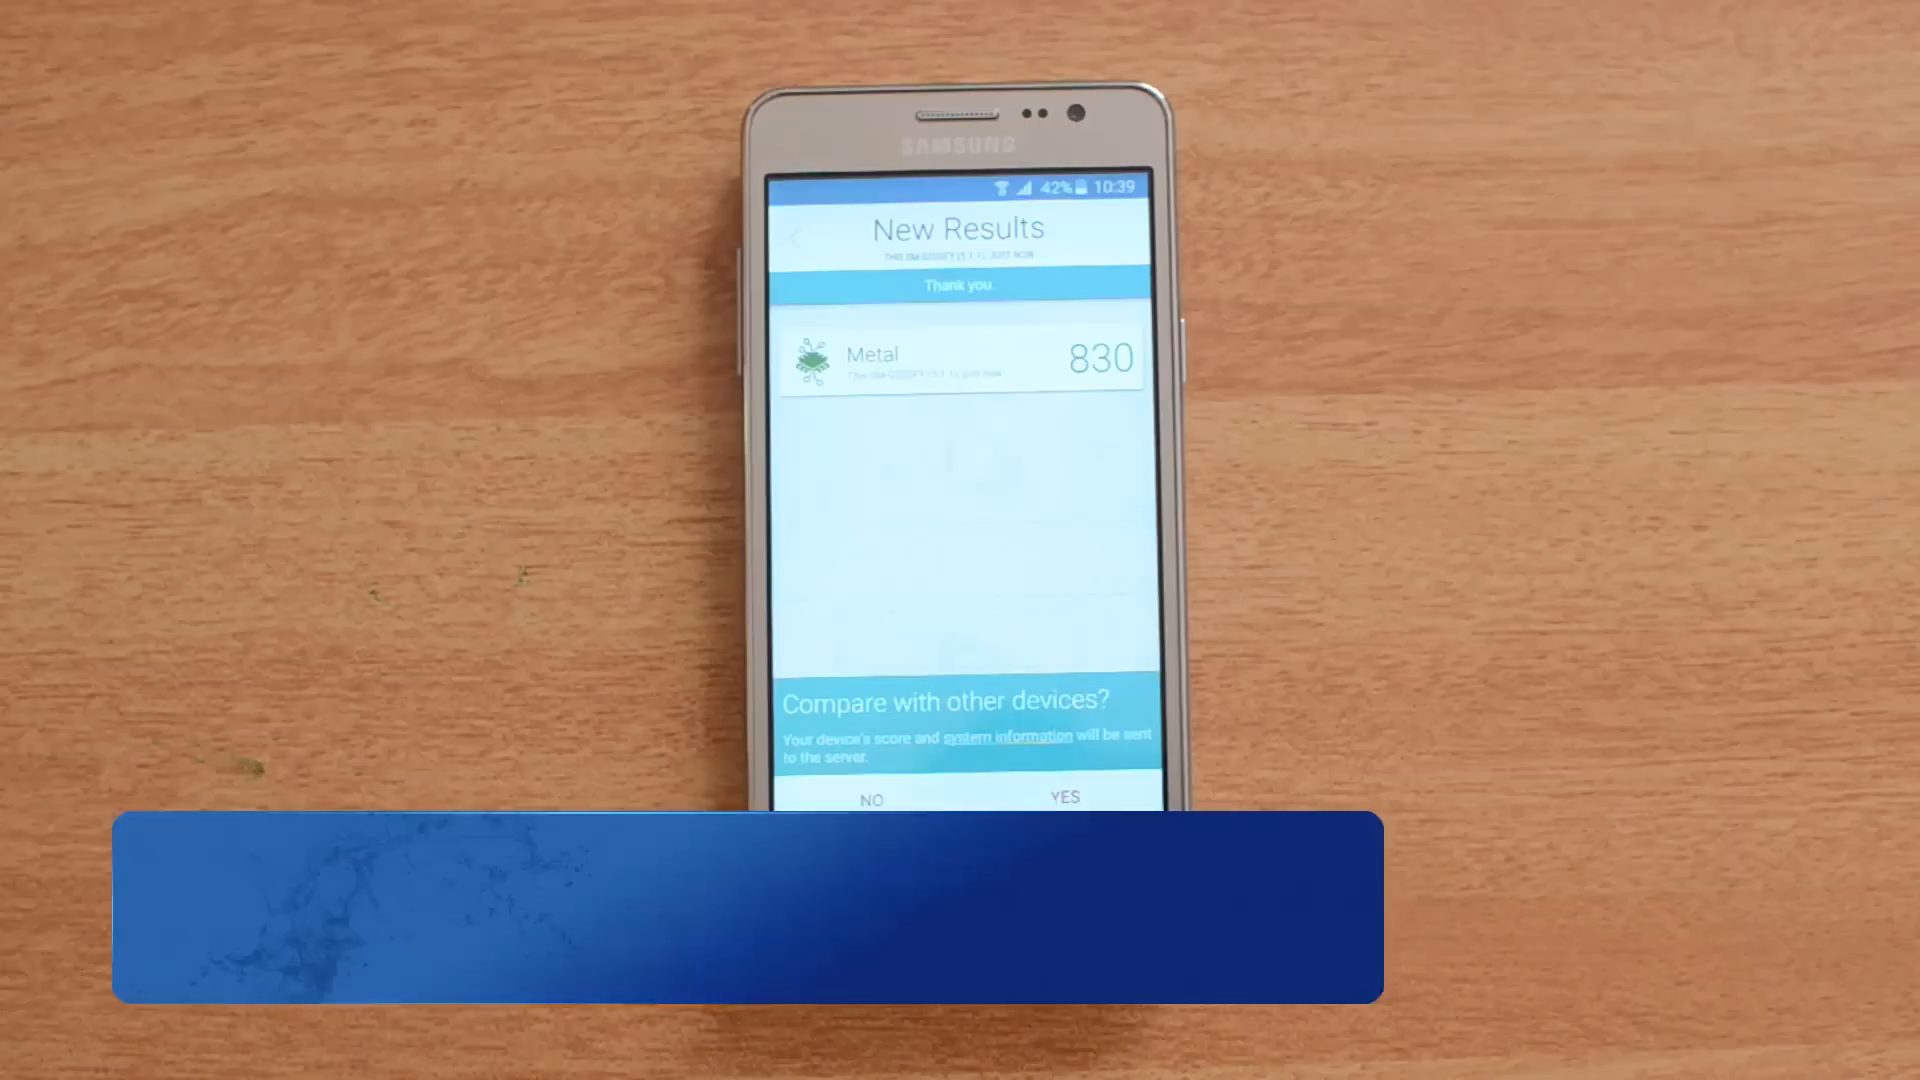 SAMSUNG
42% 10:39
New Results
Thank you.
Metal
830
Compare with other devices?
Your device's score and system information will be sent
to the server.
NO
YES